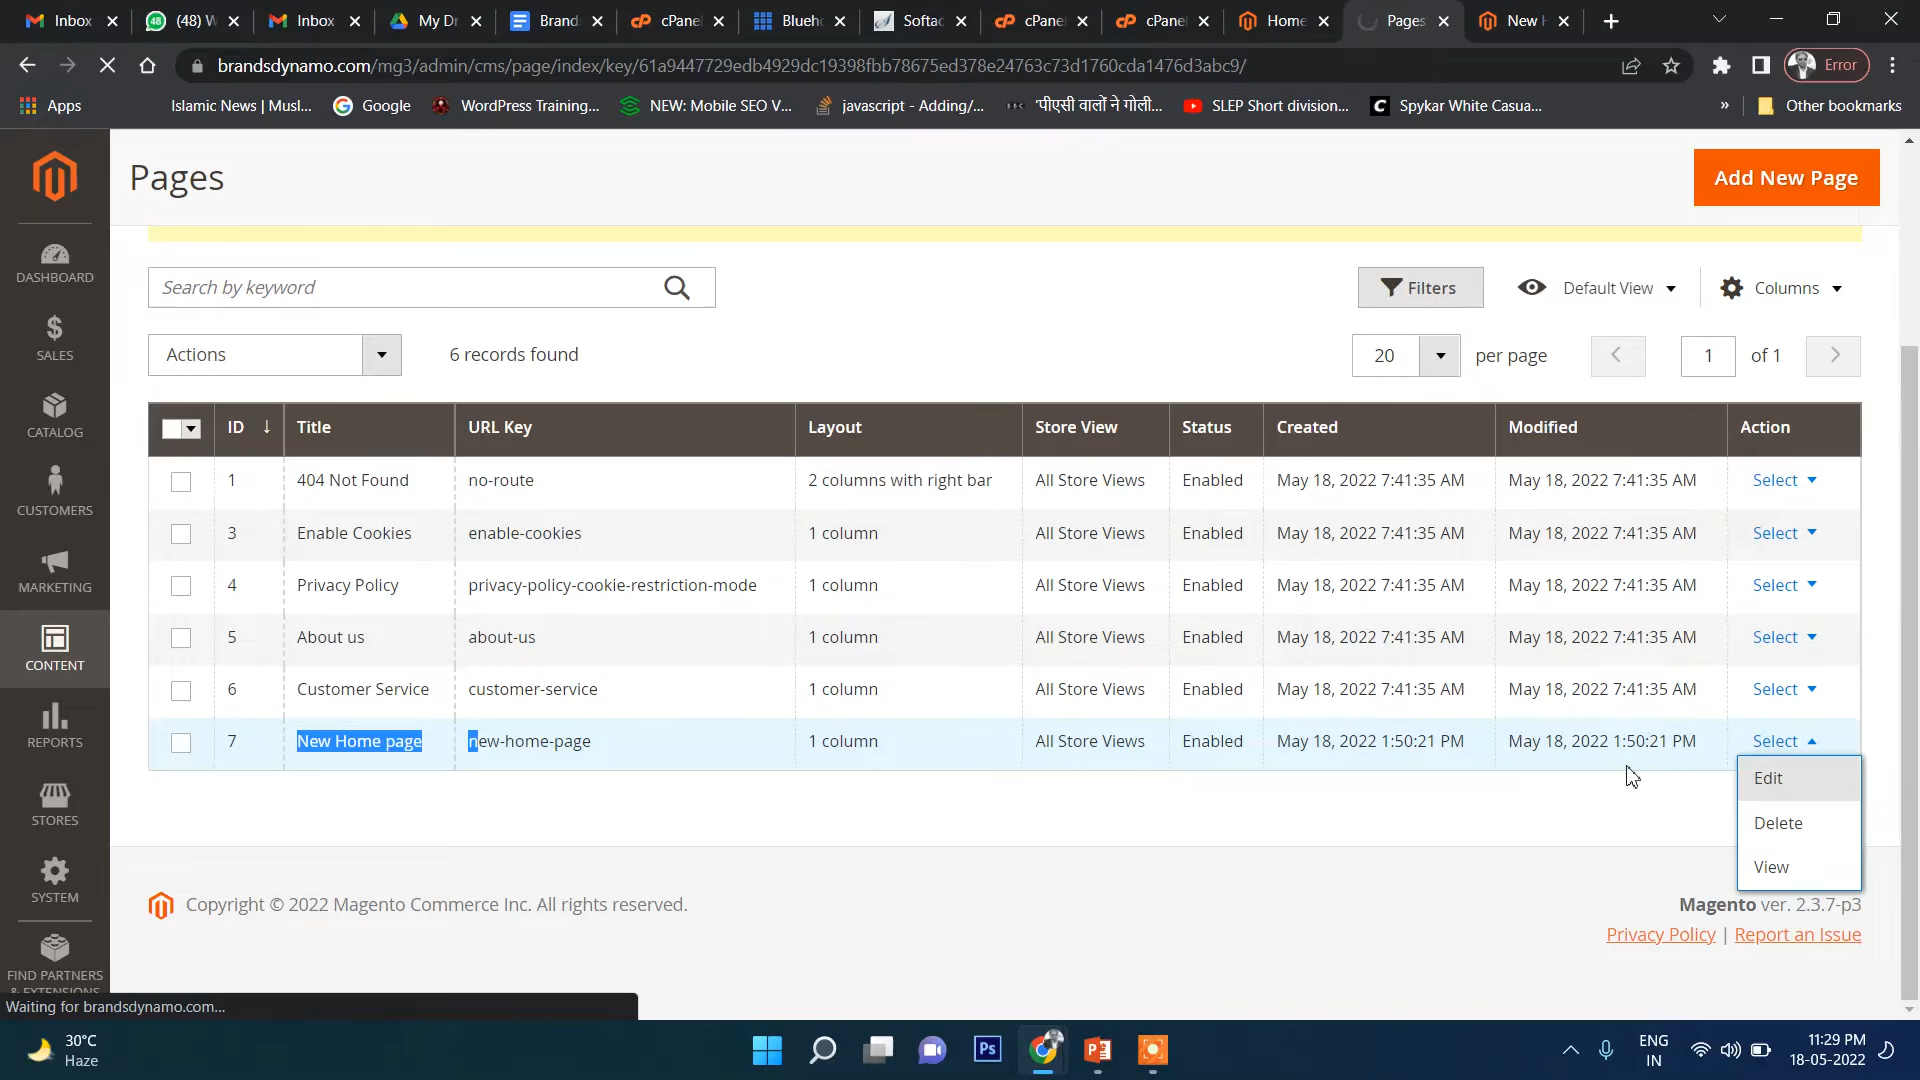 Inbox
(48) W
Inbox
My Dr
Brand
cPane
Blueh
Softac
cPane
cPane
Home
Pages
New H
brandsdynamo.com/mg3/admin/cms/page/index/key/61a9447729edb4929dc19398fbb78675ed378e24763c73d1760cda1476d3abc9/
Error
Apps
Islamic News | Musl...
Google
WordPress Training...
NEW: Mobile SEO V...
javascript - Adding/...
'पीएसी वालों ने गोली...
SLEP Short division...
Spykar White Casua...
»
Other bookmarks
Pages
Add New Page
DASHBOARD
SALES
CATALOG
CUSTOMERS
MARKETING
CONTENT
REPORTS
STORES
SYSTEM
FIND PARTNERS
& EXTENSIONS
Search by keyword
Filters
Default View
Columns
Actions
6 records found
20
per page
1
of 1
ID ↓ Title URL Key Layout Store View Status Created Modified Action
1 404 Not Found no-route 2 columns with right bar All Store Views Enabled May 18, 2022 7:41:35 AM May 18, 2022 7:41:35 AM Select
3 Enable Cookies enable-cookies 1 column All Store Views Enabled May 18, 2022 7:41:35 AM May 18, 2022 7:41:35 AM Select
4 Privacy Policy privacy-policy-cookie-restriction-mode 1 column All Store Views Enabled May 18, 2022 7:41:35 AM May 18, 2022 7:41:35 AM Select
5 About us about-us 1 column All Store Views Enabled May 18, 2022 7:41:35 AM May 18, 2022 7:41:35 AM Select
6 Customer Service customer-service 1 column All Store Views Enabled May 18, 2022 7:41:35 AM May 18, 2022 7:41:35 AM Select
7 New Home page new-home-page 1 column All Store Views Enabled May 18, 2022 1:50:21 PM May 18, 2022 1:50:21 PM Select
Edit
Delete
View
Copyright © 2022 Magento Commerce Inc. All rights reserved.
Magento ver. 2.3.7-p3
Privacy Policy | Report an Issue
Waiting for brandsdynamo.com...
30°C
Haze
Ps
ENG
IN
11:29 PM
18-05-2022